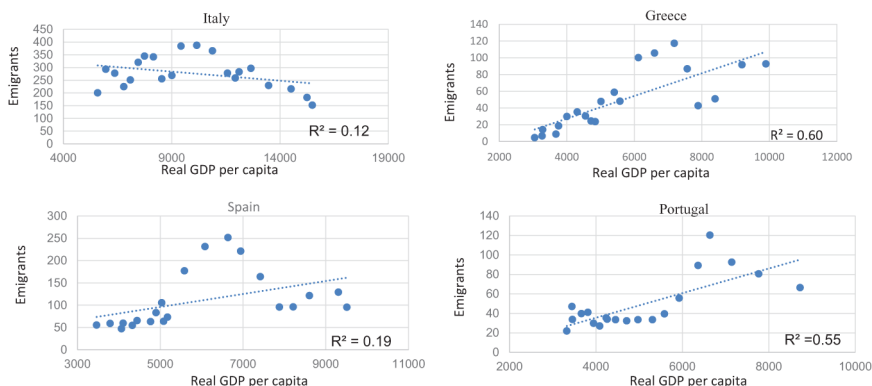 Italy
450
400
350
300
250
200
150
100
50
0
Emigrants
R² = 0.12
4000 9000 14000 19000
Real GDP per capita
Greece
140
120
100
80
60
40
20
0
Emigrants
R² = 0.60
2000 4000 6000 8000 10000 12000
Real GDP per capita
Spain
300
250
200
150
100
50
0
Emigrants
R² = 0.19
3000 5000 7000 9000 11000
Real GDP per capita
Portugal
140
120
100
80
60
40
20
0
Emigrants
R² =0.55
2000 4000 6000 8000 10000
Real GDP per capita